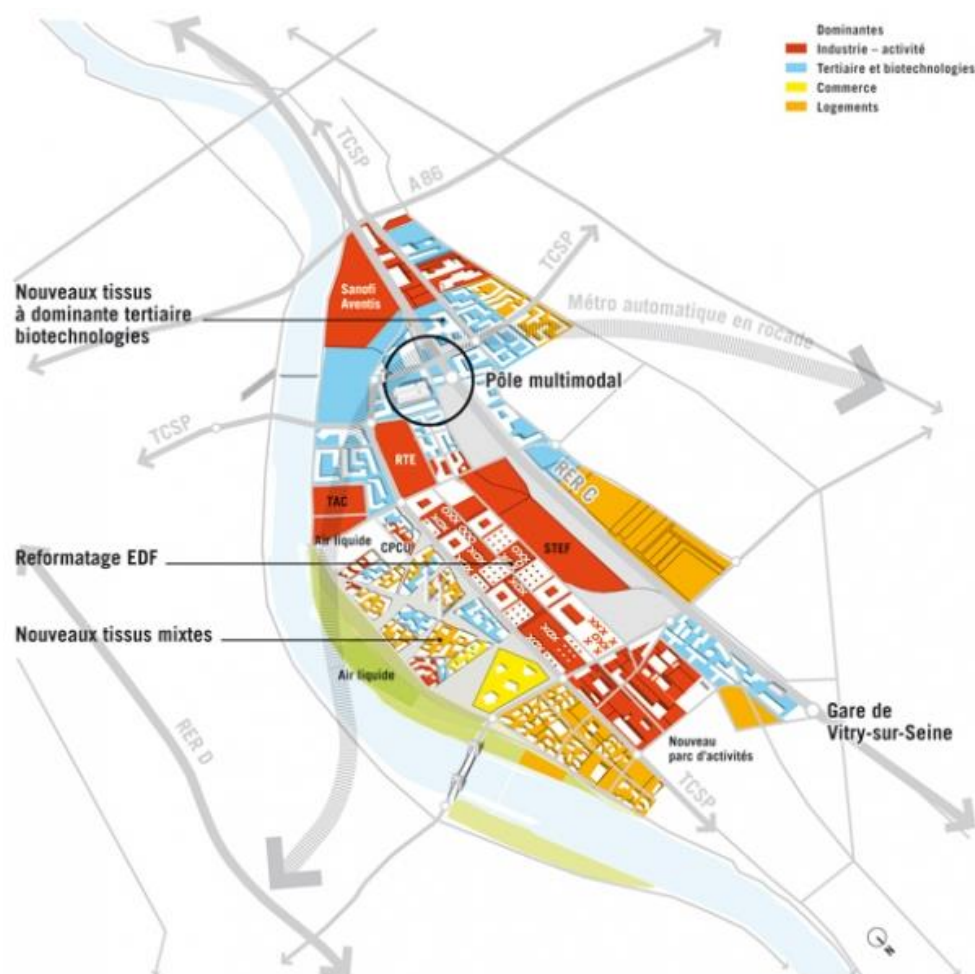 Dominantes
Industrie – activité
Tertiaire et biotechnologies
Commerce
Logements
TCSP
A 86
TCSP
Nouveaux tissus
à dominante tertiaire
biotechnologies
Sanofi
Aventis
Métro automatique en rocade
Pôle multimodal
TCSP
RTE
RER C
TAC
Air liquide
CPCU
STEF
Reformatage EDF
Nouveaux tissus mixtes
Air liquide
RER D
Gare de
Vitry-sur-Seine
Nouveau
parc d'activités
TCSP
N